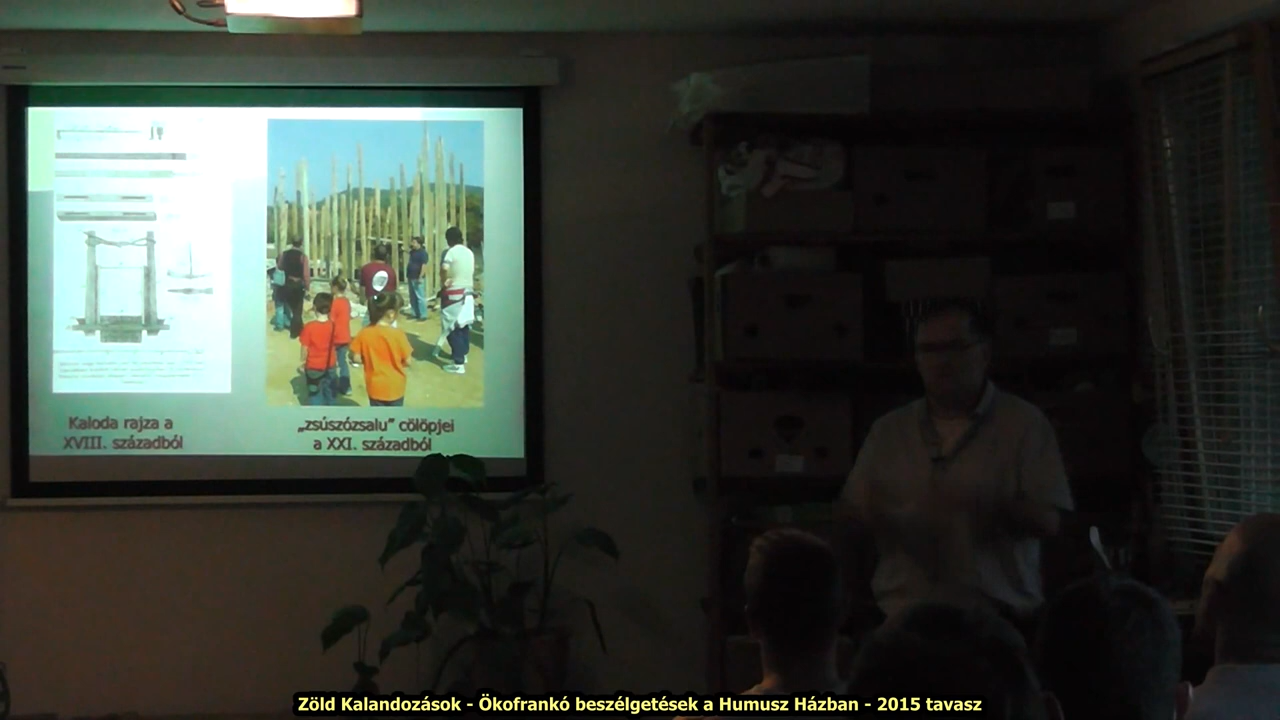 Kaloda rajza a
XVIII. századból
„zsúszózsalu” cölöpjei
a XXI. századból
Zöld Kalandozások - Ökofrankó beszélgetések a Humusz Házban - 2015 tavasz